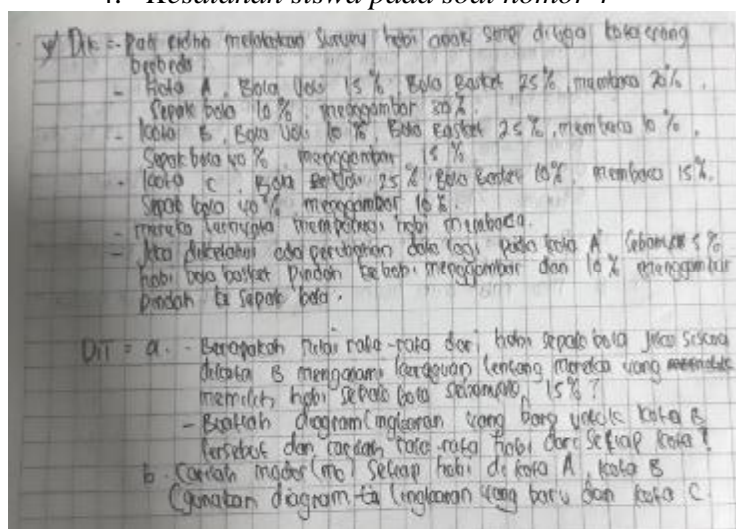 4. Kesalahan siswa pada soal nomor 4
4/ Dik = - Pak ridho melakukan survey hobi anak smp di tiga kota yang
berbeda
- Kota A, Bola Voli 15%, Bola Basket 25%, membaca 20%,
Sepak bola 10%, menggambar 30%.
- Kota B, Bola Voli 10%, Bola Basket 25%, membaca 10%,
Sepak bola 40%, menggambar 15%
- Kota C, Bola Voli 25%, Bola Basket 10%, membaca 15%,
Sepak bola 40%, menggambar 10%.
- mereka ternyata mempunyai hobi membaca.
- Jika diketahui ada perubahan data lagi pada kota A sebanyak 5%
hobi bola basket pindah ke hobi menggambar dan 10% menggambar
pindah ke sepak bola.
DiT = a. - Berapakah nilai rata-rata dari hobi sepak bola jika siswa
dikota B mengalami keraguan tentang mereka yang
memilih hobi sepak bola sebanyak 15%?
- Buatlah diagram lingkaran yang baru untuk kota B
tersebut dan carilah rata-rata hobi dari setiap kota!
b. Carilah modus (mo) setiap hobi di kota A, kota B
(gunakan diagram lingkaran yang baru dan kota C